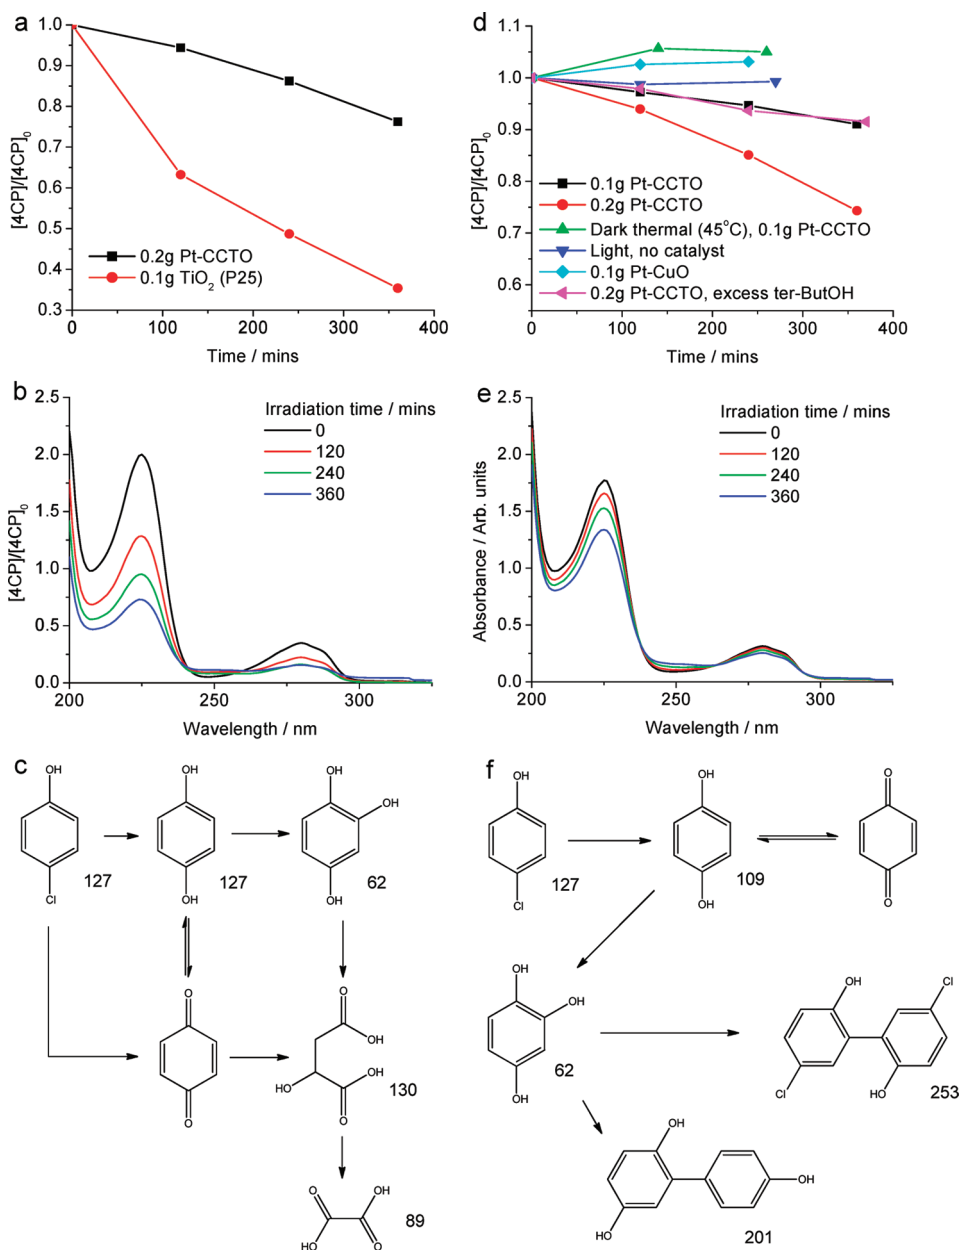 a
[4CP]/[4CP]0
1.0
0.9
0.8
0.7
0.6
0.5
0.4
0.3
0.2g Pt-CCTO
0.1g TiO2 (P25)
0 100 200 300 400
Time / mins
d
[4CP]/[4CP]0
1.1
1.0
0.9
0.8
0.7
0.6
0.1g Pt-CCTO
0.2g Pt-CCTO
Dark thermal (45°C), 0.1g Pt-CCTO
Light, no catalyst
0.1g Pt-CuO
0.2g Pt-CCTO, excess ter-ButOH
0 100 200 300 400
Time / mins
b
[4CP]/[4CP]0
2.5
2.0
1.5
1.0
0.5
0.0
Irradiation time / mins
0
120
240
360
200 250 300
Wavelength / nm
e
Absorbance / Arb. units
2.5
2.0
1.5
1.0
0.5
0.0
Irradiation time / mins
0
120
240
360
200 250 300
Wavelength / nm
c
OH OH OH
OH
Cl OH OH
127 127 62
O O
OH
OH
O HO O
130
O OH
HO O
89
f
OH OH O
Cl OH O
127 109
OH
OH
OH
62
OH Cl
Cl HO
253
OH
OH
HO
201